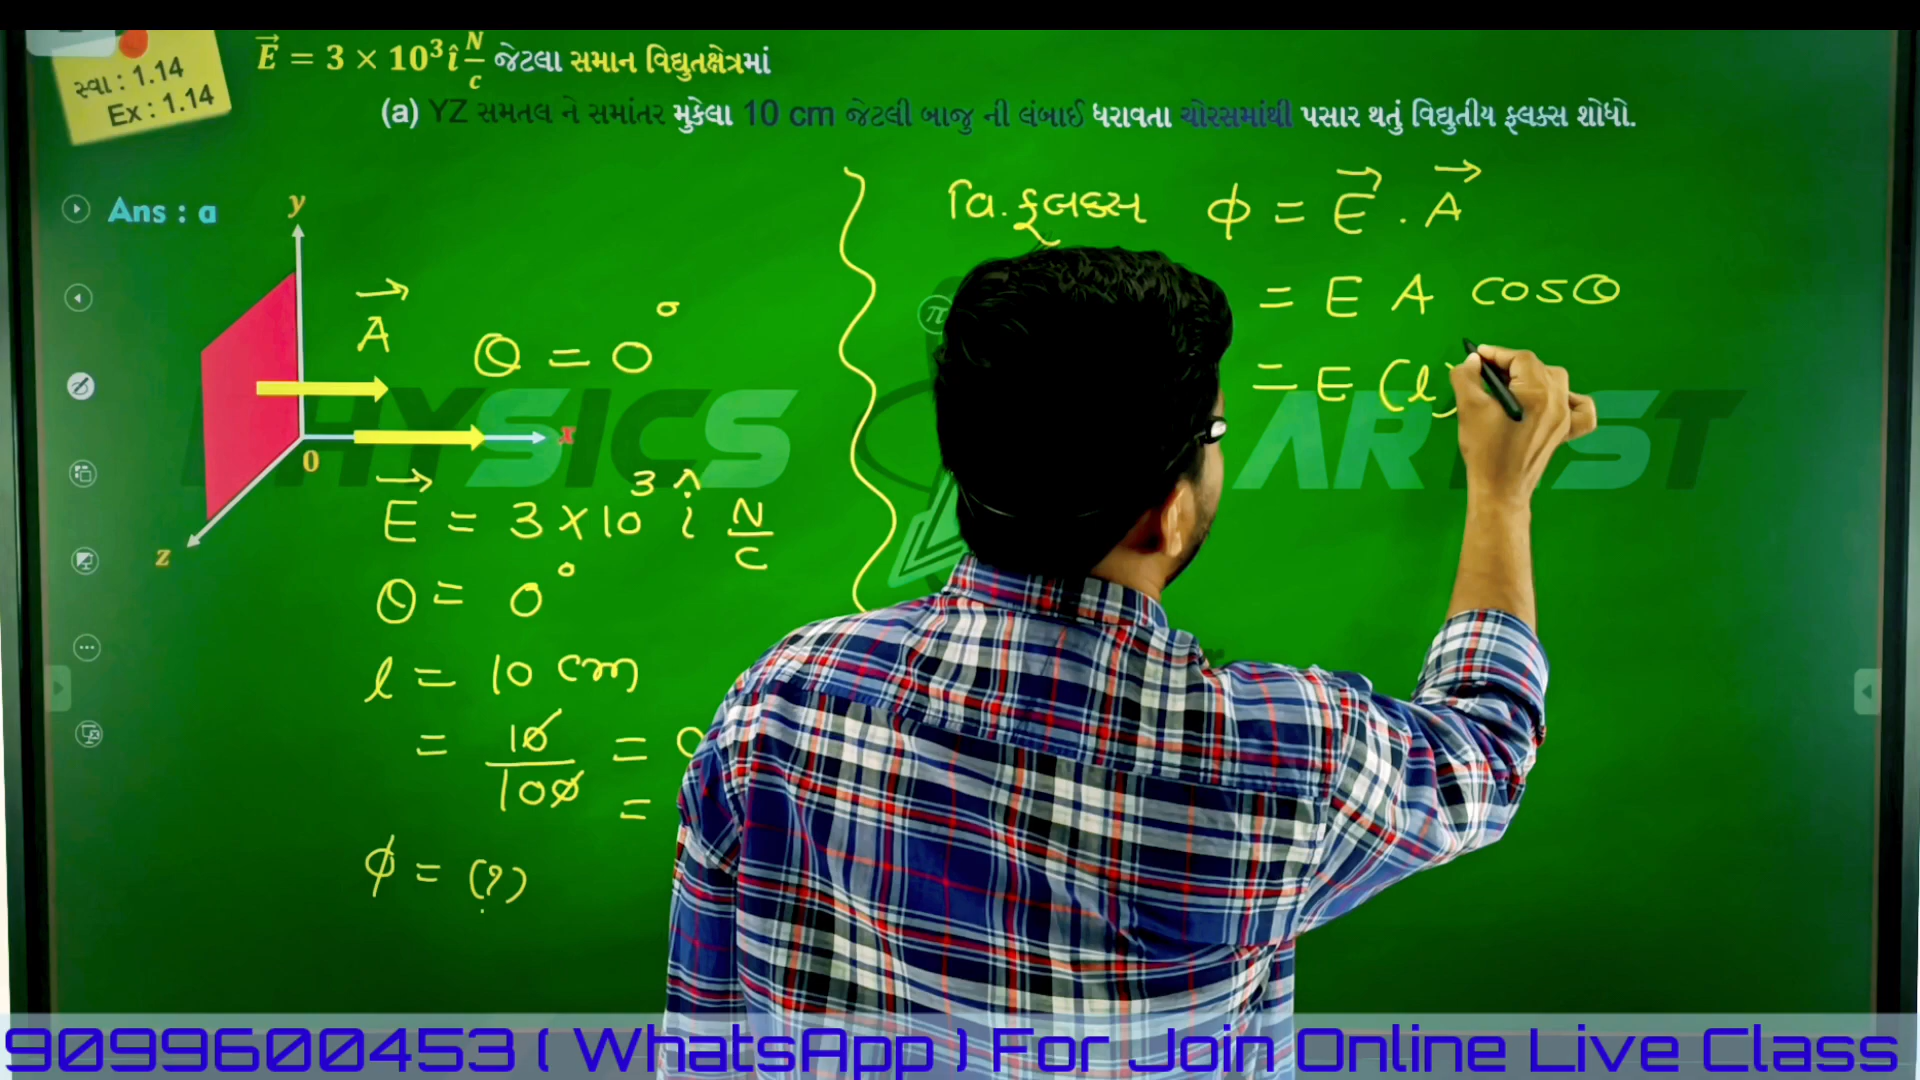 સ્વા : 1.14
Ex : 1.14
E⃗ = 3 × 10³ î N/c જેટલા સમાન વિદ્યુતક્ષેત્રમાં
(a) YZ સમતલ ને સમાંતર મુકેલા 10 cm જેટલી બાજુ ની લંબાઈ ધરાવતા ચોરસમાંથી પસાર થતું વિદ્યુતીય ફ્લક્સ શોધો.
Ans : a
y
A⃗
θ = 0°
x
0
z
E⃗ = 3 × 10³ î N/C
θ = 0°
l = 10 cm
= 10/100 =
=
φ = (?)
વિ. ફ્લક્સ φ = E⃗ . A⃗
= E A cosθ
= E (l)
PHYSICS ARTIST
9099600453 ( WhatsApp ) For Join Online Live Class